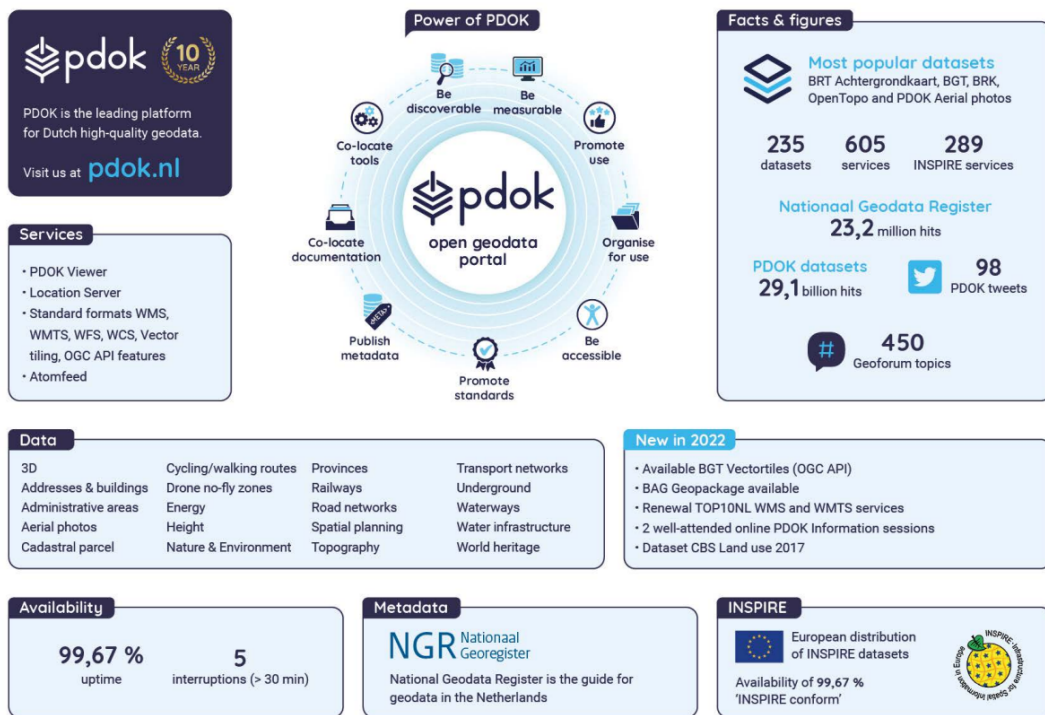 pdok
10
YEAR
PDOK is the leading platform
for Dutch high-quality geodata.
Visit us at pdok.nl
Services
• PDOK Viewer
• Location Server
• Standard formats WMS,
WMTS, WFS, WCS, Vector
tiling, OGC API features
• Atomfeed
Power of PDOK
Be
discoverable
Be
measurable
Promote
use
Organise
for use
Be
accessible
Promote
standards
META
Publish
metadata
Co-locate
documentation
Co-locate
tools
pdok
open geodata
portal
Facts & figures
Most popular datasets
BRT Achtergrondkaart, BGT, BRK,
OpenTopo and PDOK Aerial photos
235
datasets
605
services
289
INSPIRE services
Nationaal Geodata Register
23,2 million hits
PDOK datasets
29,1 billion hits
98
PDOK tweets
#
450
Geoforum topics
Data
3D
Addresses & buildings
Administrative areas
Aerial photos
Cadastral parcel
Cycling/walking routes
Drone no-fly zones
Energy
Height
Nature & Environment
Provinces
Railways
Road networks
Spatial planning
Topography
Transport networks
Underground
Waterways
Water infrastructure
World heritage
New in 2022
• Available BGT Vectortiles (OGC API)
• BAG Geopackage available
• Renewal TOP10NL WMS and WMTS services
• 2 well-attended online PDOK Information sessions
• Dataset CBS Land use 2017
Availability
99,67 %
uptime
5
interruptions (> 30 min)
Metadata
NGR Nationaal
Georegister
National Geodata Register is the guide for
geodata in the Netherlands
INSPIRE
European distribution
of INSPIRE datasets
Availability of 99,67 %
'INSPIRE conform'
INSPIRE - Infrastructure for Spatial Information in Europe